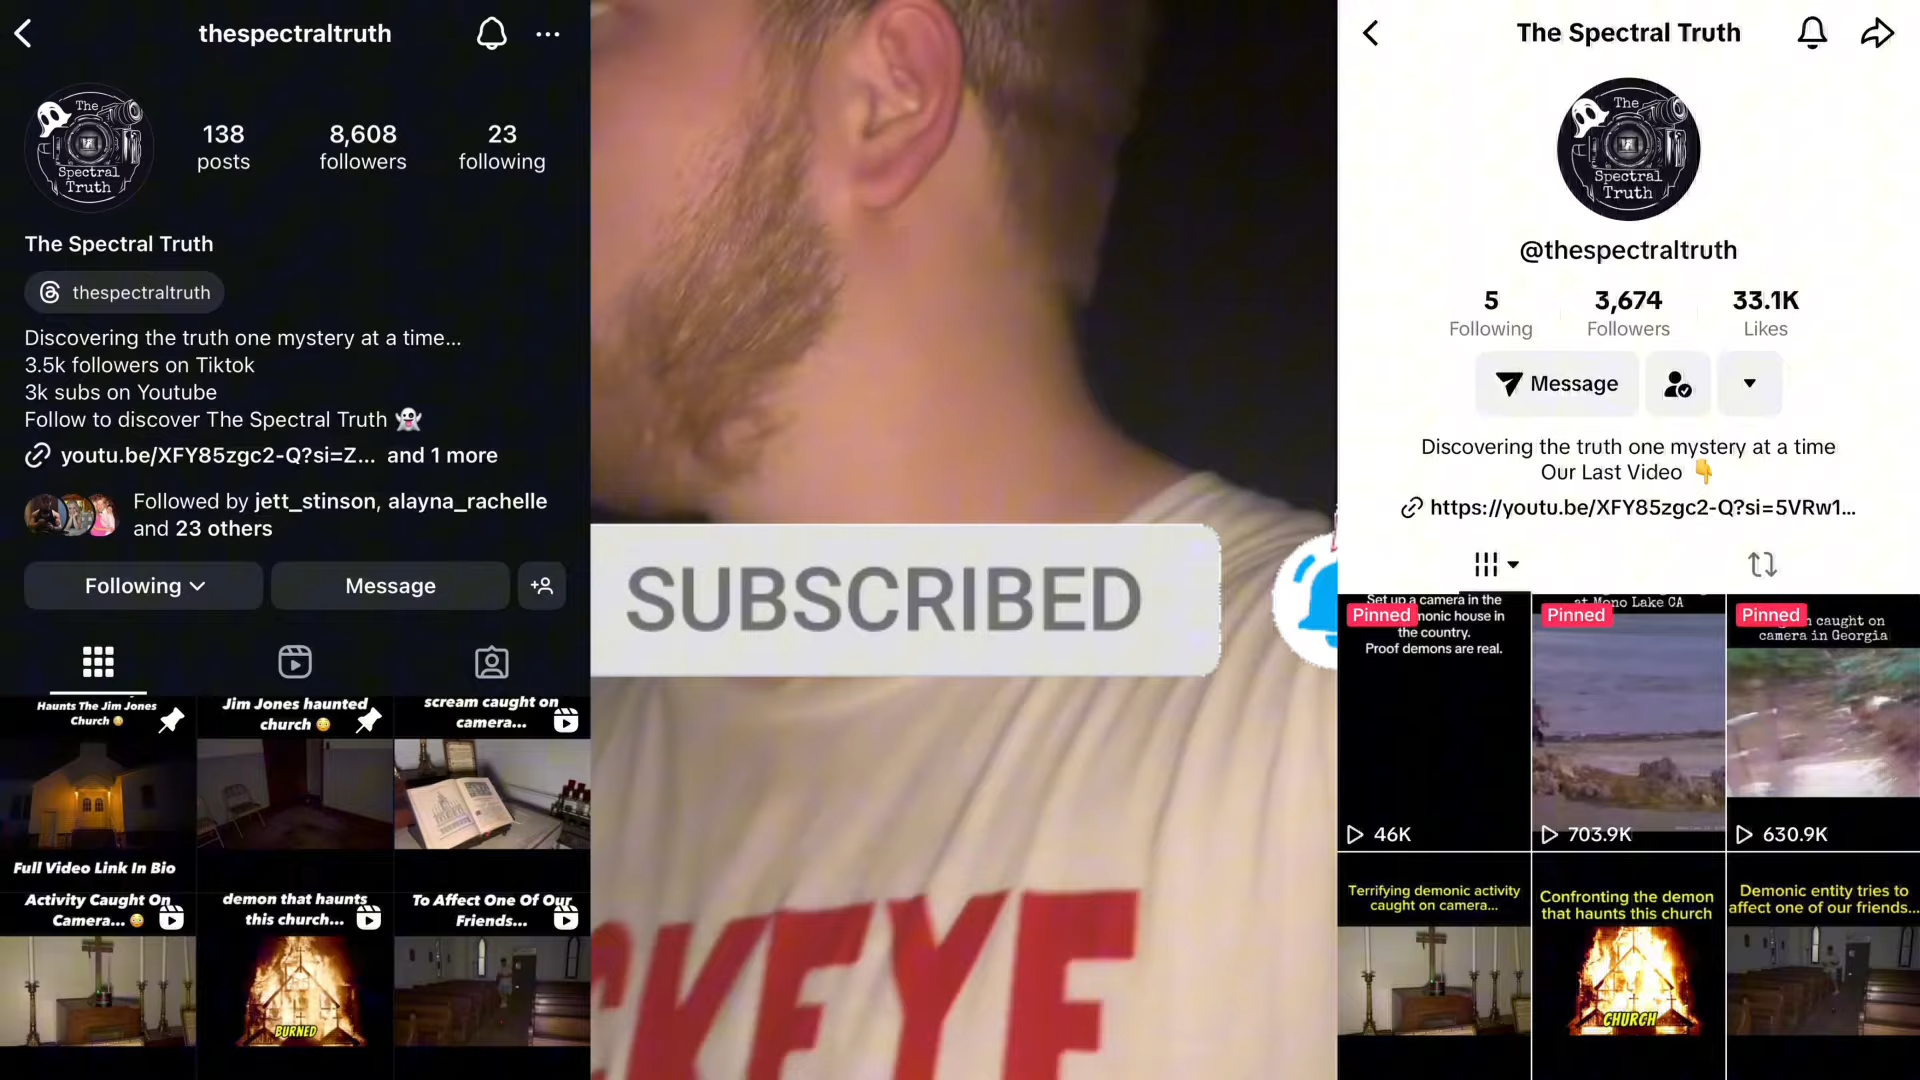 thespectraltruth
The
Spectral
Truth
138
posts
8,608
followers
23
following
The Spectral Truth
thespectraltruth
Discovering the truth one mystery at a time...
3.5k followers on Tiktok
3k subs on Youtube
Follow to discover The Spectral Truth 👻
youtu.be/XFY85zgc2-Q?si=Z... and 1 more
Followed by jett_stinson, alayna_rachelle
and 23 others
Following
Message
Haunts The Jim Jones
Church 😳
Full Video Link In Bio
Jim Jones haunted
church 😳
scream caught on
camera...
Activity Caught On
Camera... 😳
demon that haunts
this church...
BURNED
To Affect One Of Our
Friends...
SUBSCRIBED
CKEYE
The Spectral Truth
The
Spectral
Truth
@thespectraltruth
5
Following
3,674
Followers
33.1K
Likes
Message
Discovering the truth one mystery at a time
Our Last Video 👇
https://youtu.be/XFY85zgc2-Q?si=5VRw1...
Set up a camera in the
Pinned
monic house in
the country.
Proof demons are real.
46K
at Mono Lake CA
Pinned
703.9K
Pinned
caught on
camera in Georgia
630.9K
Terrifying demonic activity
caught on camera...
Confronting the demon
that haunts this church
CHURCH
Demonic entity tries to
affect one of our friends...